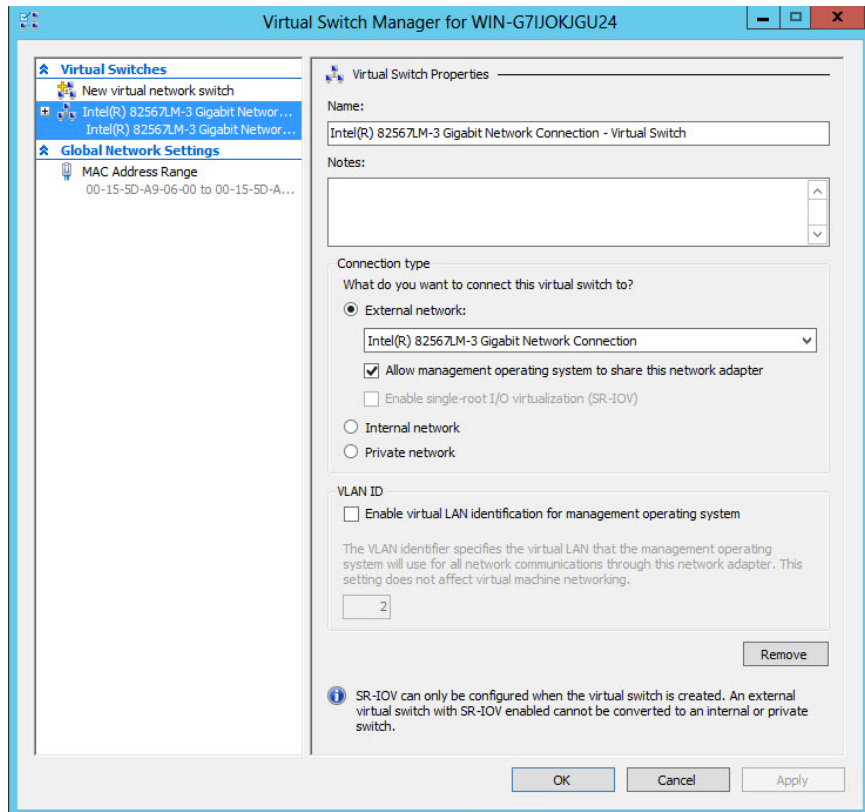 Virtual Switch Manager for WIN-G7IJOKJGU24
Virtual Switches
New virtual network switch
Intel(R) 82567LM-3 Gigabit Networ...
Intel(R) 82567LM-3 Gigabit Networ...
Global Network Settings
MAC Address Range
00-15-5D-A9-06-00 to 00-15-5D-A...
Virtual Switch Properties
Name:
Intel(R) 82567LM-3 Gigabit Network Connection - Virtual Switch
Notes:
Connection type
What do you want to connect this virtual switch to?
External network:
Intel(R) 82567LM-3 Gigabit Network Connection
Allow management operating system to share this network adapter
Enable single-root I/O virtualization (SR-IOV)
Internal network
Private network
VLAN ID
Enable virtual LAN identification for management operating system
The VLAN identifier specifies the virtual LAN that the management operating
system will use for all network communications through this network adapter. This
setting does not affect virtual machine networking.
2
Remove
SR-IOV can only be configured when the virtual switch is created. An external
virtual switch with SR-IOV enabled cannot be converted to an internal or private
switch.
OK Cancel Apply